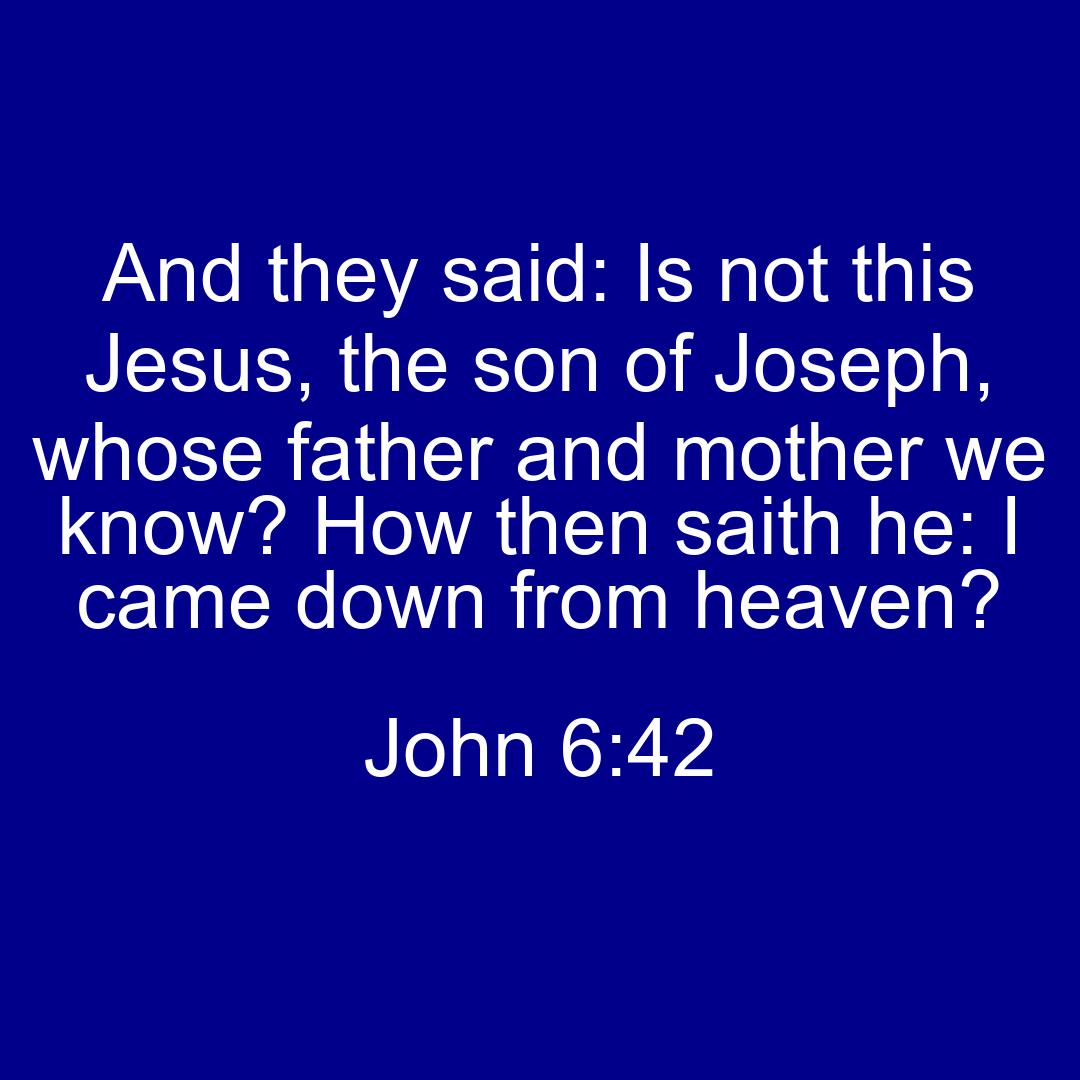 And they said: Is not this
Jesus, the son of Joseph,
whose father and mother we
know? How then saith he: I
came down from heaven?
John 6:42